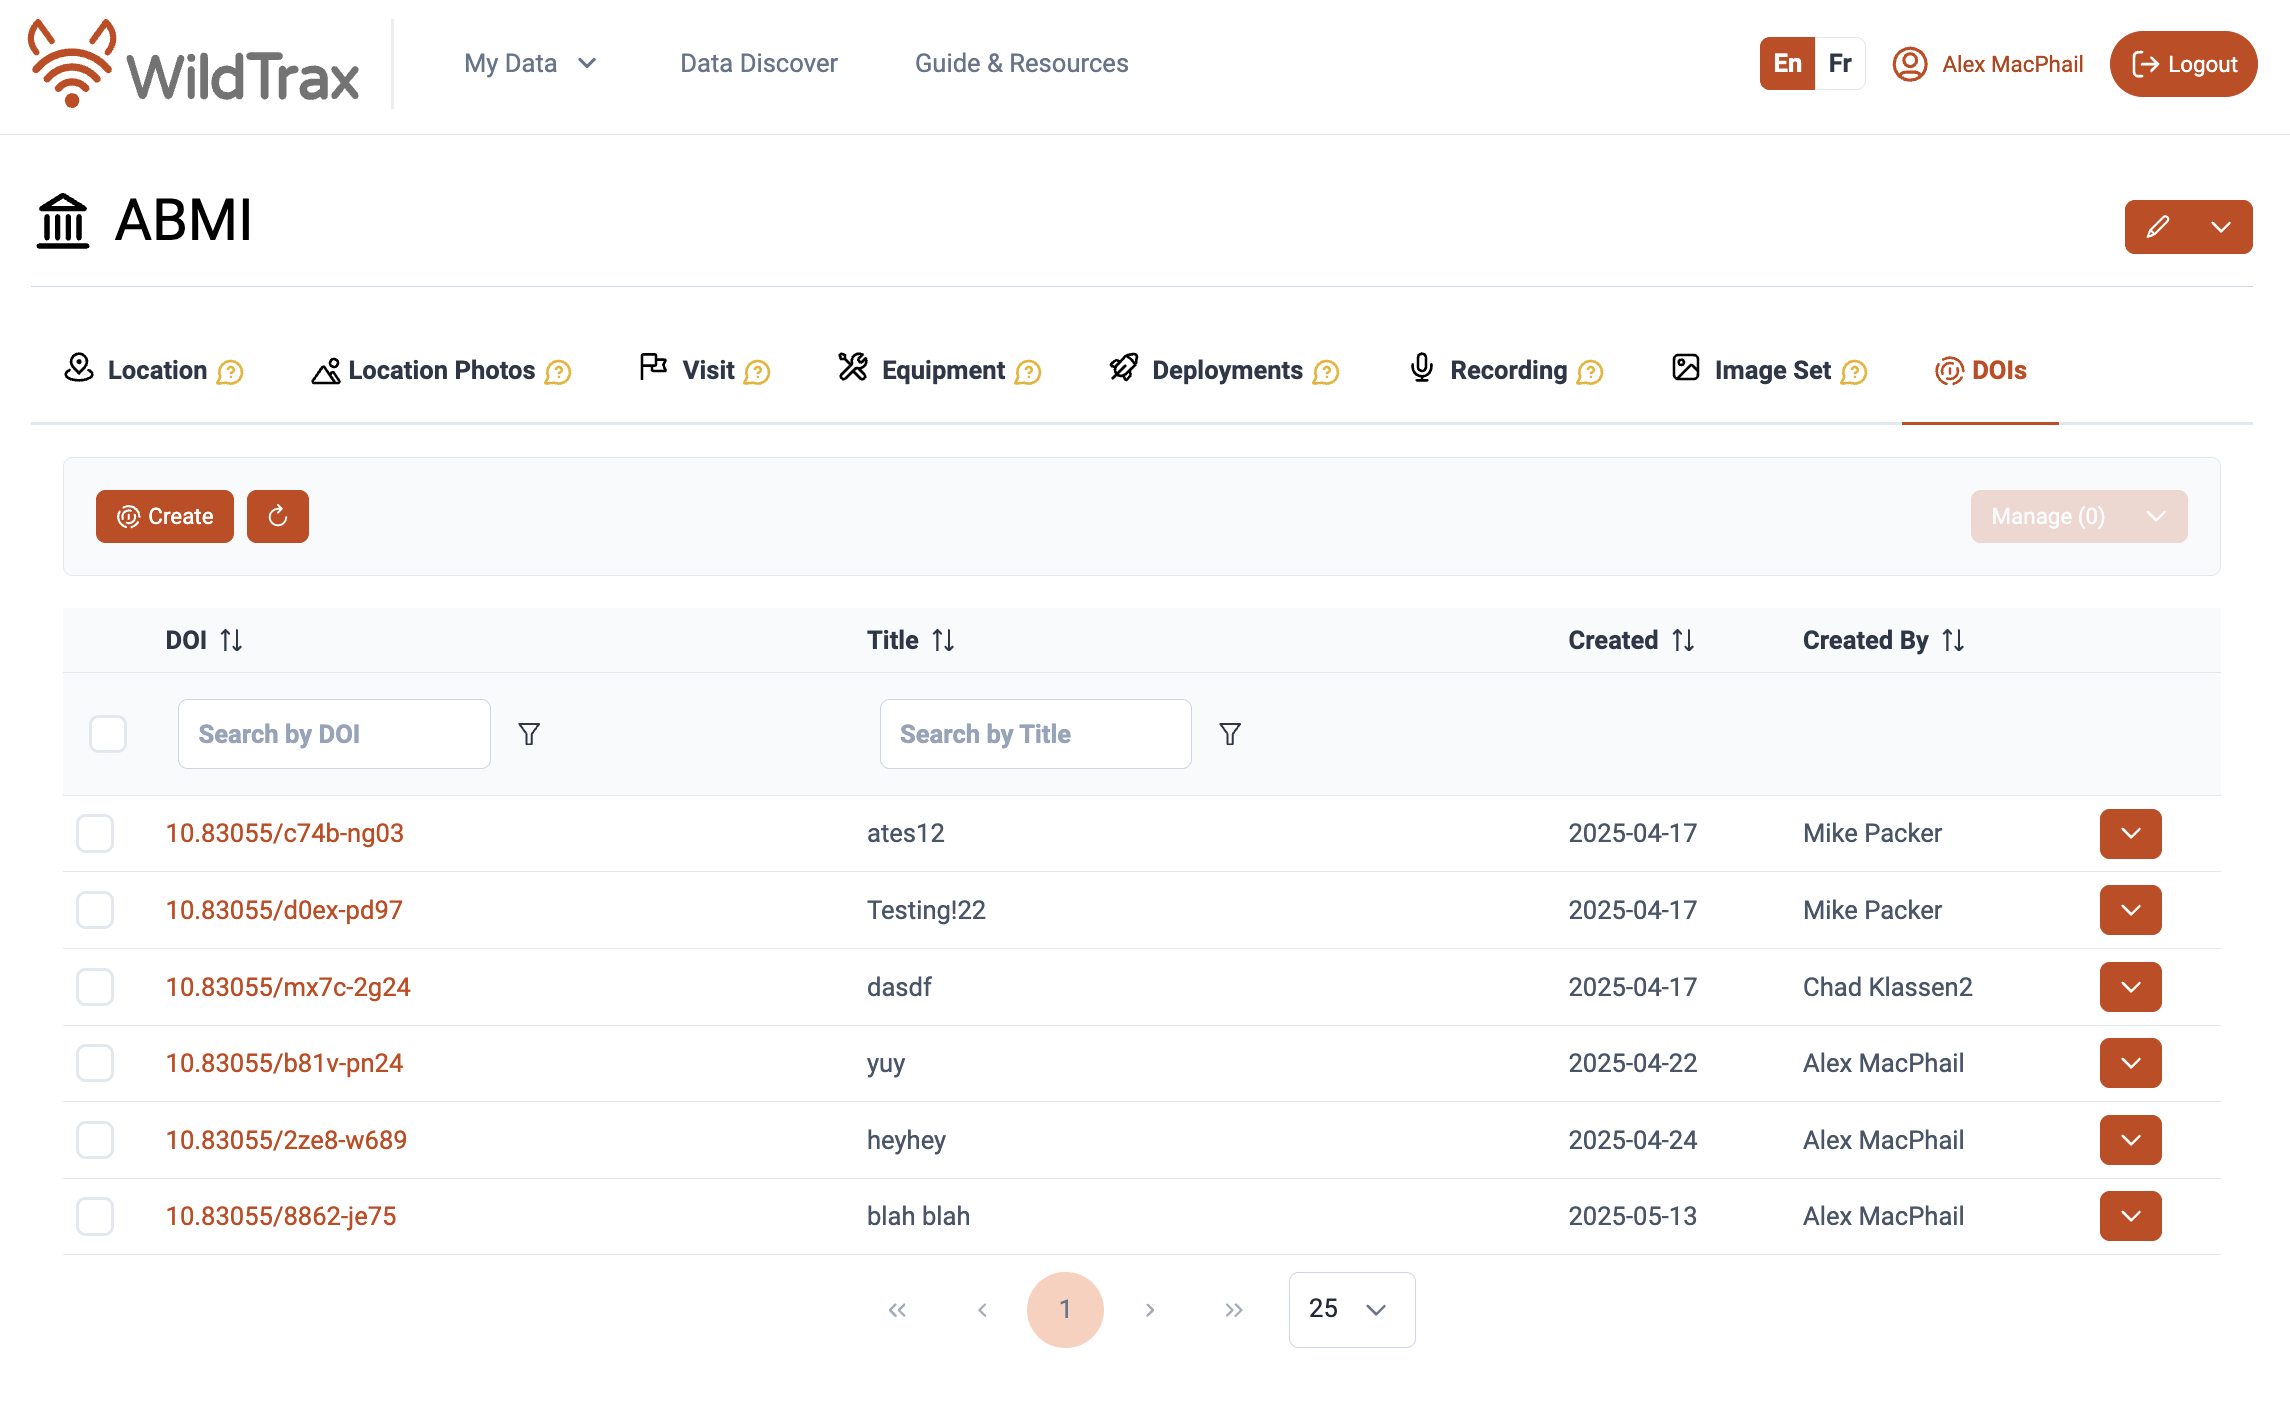 WildTrax My Data Data Discover Guide & Resources En Fr Alex MacPhail Logout
ABMI
Location Location Photos Visit Equipment Deployments Recording Image Set DOIs
Create Manage (0)
DOI Title Created Created By
Search by DOI Search by Title
10.83055/c74b-ng03 ates12 2025-04-17 Mike Packer
10.83055/d0ex-pd97 Testing!22 2025-04-17 Mike Packer
10.83055/mx7c-2g24 dasdf 2025-04-17 Chad Klassen2
10.83055/b81v-pn24 yuy 2025-04-22 Alex MacPhail
10.83055/2ze8-w689 heyhey 2025-04-24 Alex MacPhail
10.83055/8862-je75 blah blah 2025-05-13 Alex MacPhail
« ‹ 1 › » 25